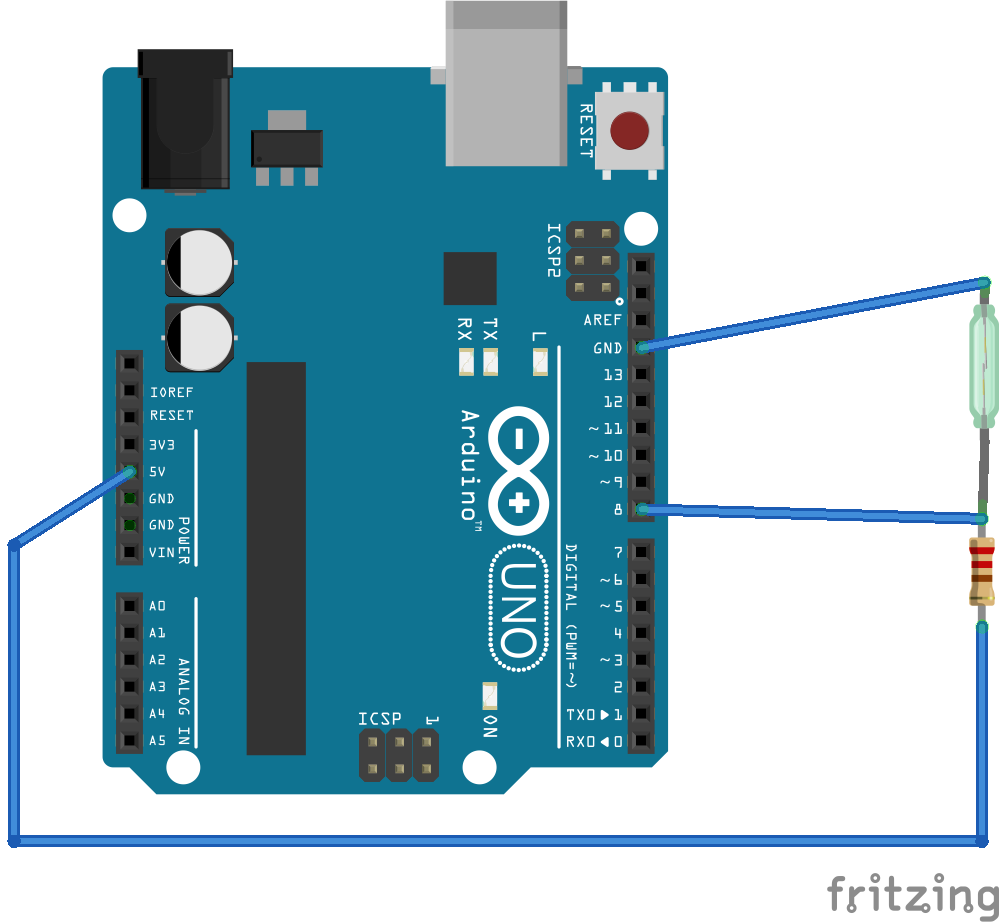 RESET
ICSP2
RX
TX
L
AREF
GND
13
12
~11
~10
~9
8
IOREF
RESET
3V3
5V
GND
GND
VIN
POWER
Arduino™
UNO
DIGITAL (PWM=~)
7
~6
~5
4
~3
2
TX0▶1
RX0◀0
A0
A1
A2
A3
A4
A5
ANALOG IN
ICSP
1
ON
fritzing